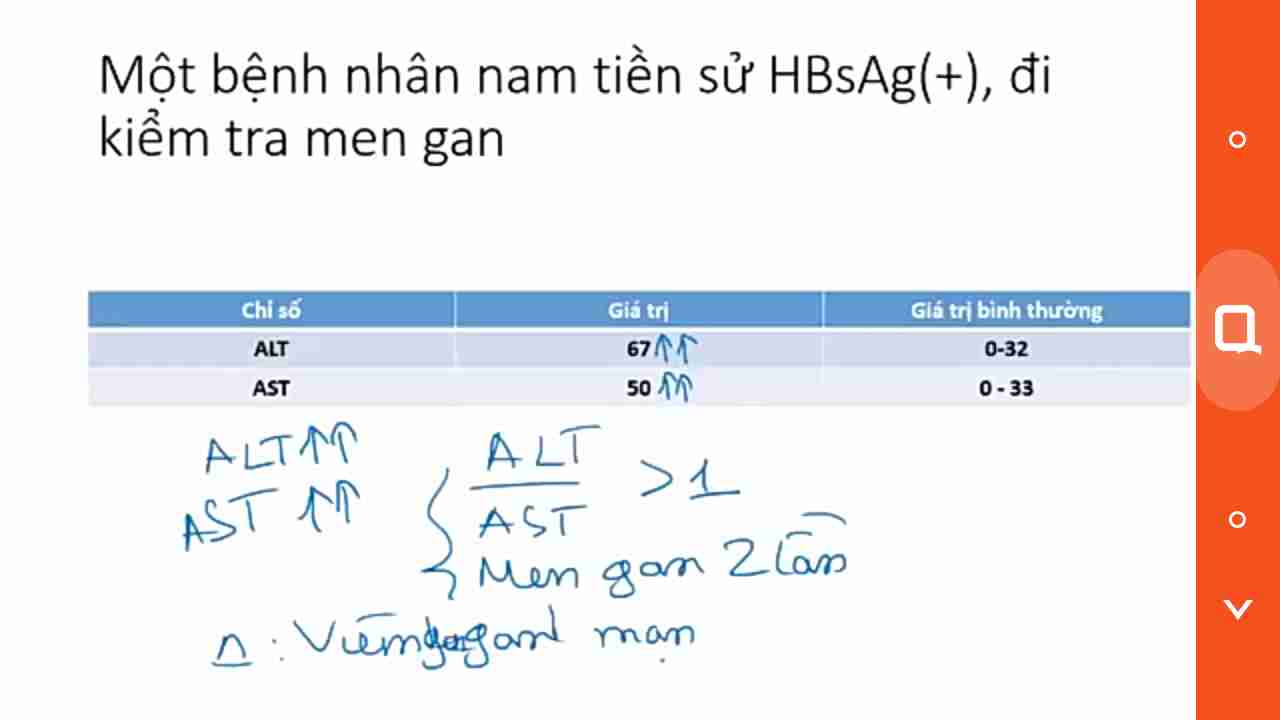 Một bệnh nhân nam tiền sử HBsAg(+), đi
kiểm tra men gan
Chỉ số Giá trị Giá trị bình thường
ALT 67↑↑ 0-32
AST 50↑↑ 0 - 33
ALT↑↑
AST↑↑
ALT
AST
>1
Men gan 2 lần
Δ: Viêm gan mạn